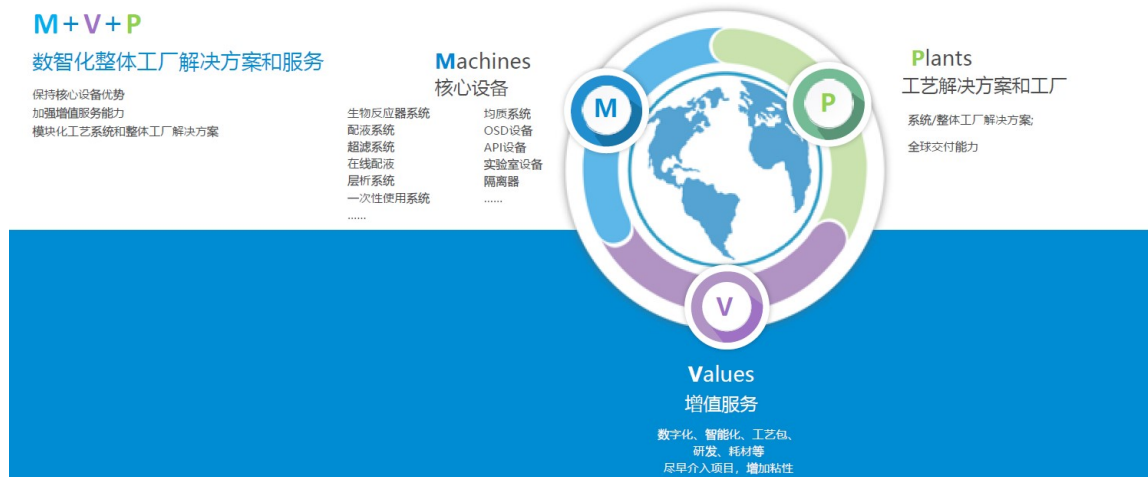 M+V+P
数智化整体工厂解决方案和服务
保持核心设备优势
加强增值服务能力
模块化工艺系统和整体工厂解决方案
Machines
核心设备
生物反应器系统
配液系统
超滤系统
在线配液
层析系统
一次性使用系统
......
均质系统
OSD设备
API设备
实验室设备
隔离器
......
M
P
V
Plants
工艺解决方案和工厂
系统/整体工厂解决方案;
全球交付能力
Values
增值服务
数字化、智能化、工艺包、
研发、耗材等
尽早介入项目，增加粘性